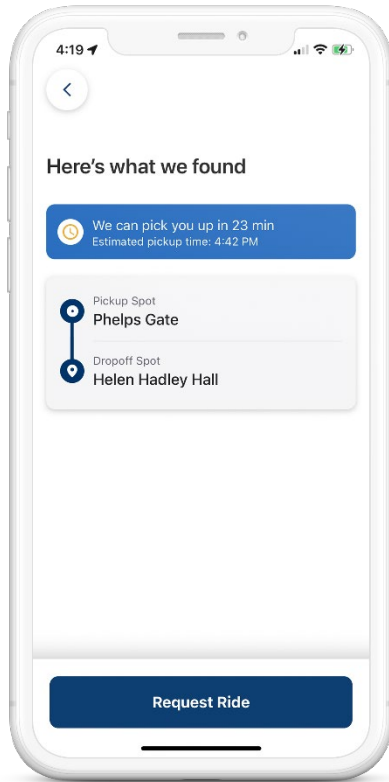 4:19
Here's what we found
We can pick you up in 23 min
Estimated pickup time: 4:42 PM
Pickup Spot
Phelps Gate
Dropoff Spot
Helen Hadley Hall
Request Ride